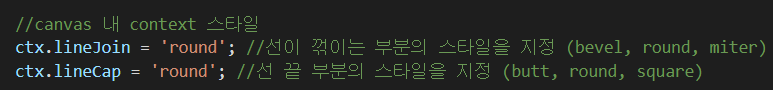 //canvas 내 context 스타일
ctx.lineJoin = 'round'; //선이 꺾이는 부분의 스타일을 지정 (bevel, round, miter)
ctx.lineCap = 'round'; //선 끝 부분의 스타일을 지정 (butt, round, square)